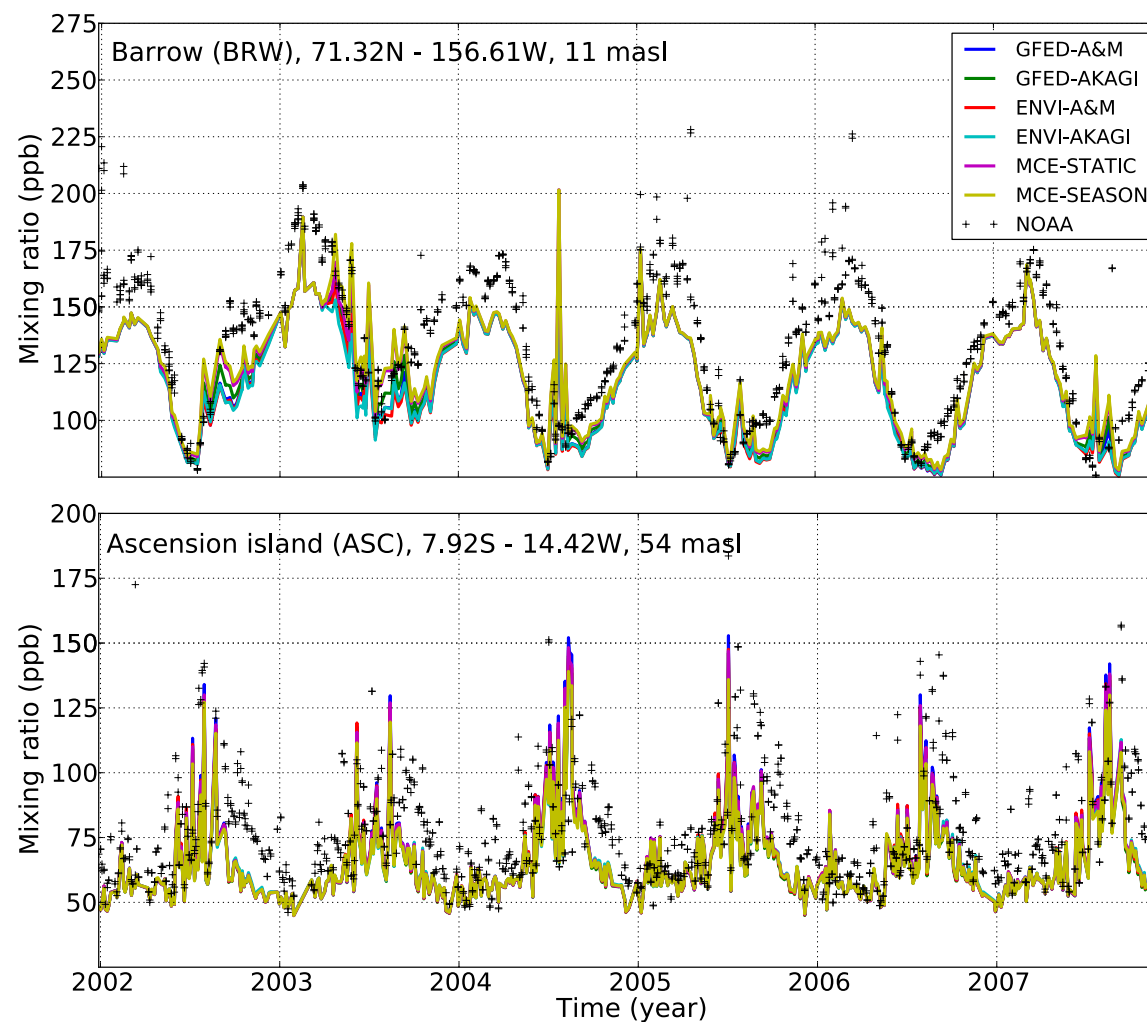 275
250
225
200
175
150
125
100
Mixing ratio (ppb)
Barrow (BRW), 71.32N - 156.61W, 11 masl
GFED-A&M
GFED-AKAGI
ENVI-A&M
ENVI-AKAGI
MCE-STATIC
MCE-SEASON
NOAA
200
175
150
125
100
75
50
Mixing ratio (ppb)
Ascension island (ASC), 7.92S - 14.42W, 54 masl
2002 2003 2004 2005 2006 2007
Time (year)